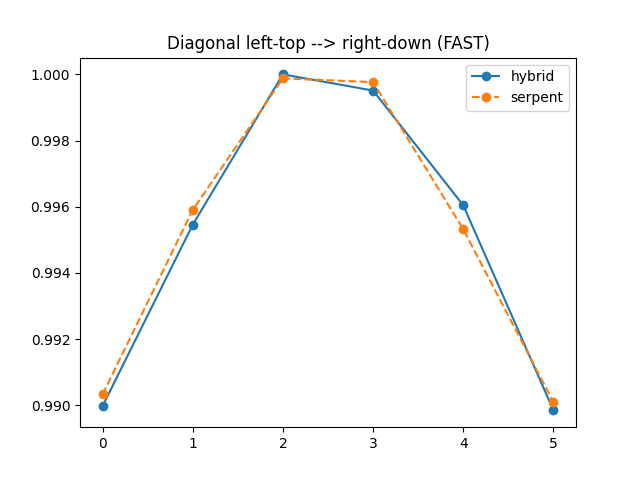 Diagonal left-top --> right-down (FAST)
hybrid
serpent
1.000
0.998
0.996
0.994
0.992
0.990
0 1 2 3 4 5